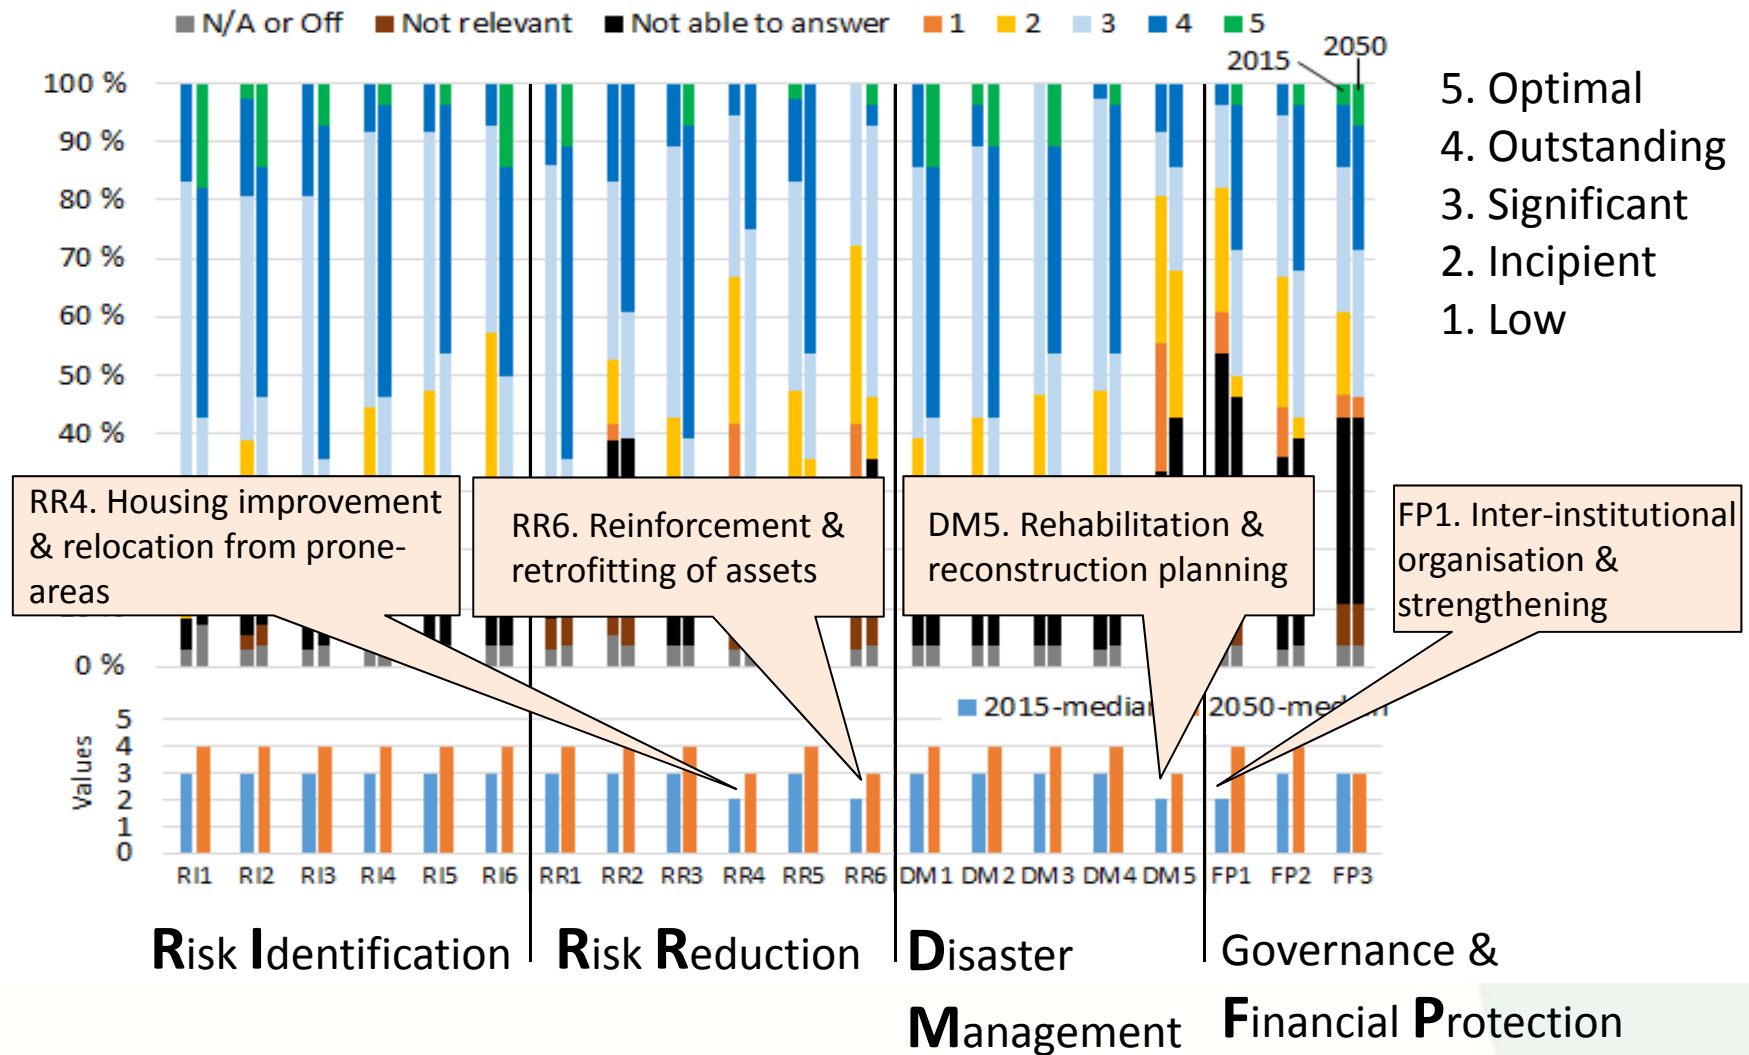 N/A or Off Not relevant Not able to answer 1 2 3 4 5
2015 2050
100 %
90 %
80 %
70 %
60 %
50 %
40 %
0 %
5. Optimal
4. Outstanding
3. Significant
2. Incipient
1. Low
RR4. Housing improvement
& relocation from prone-
areas
RR6. Reinforcement &
retrofitting of assets
DM5. Rehabilitation &
reconstruction planning
FP1. Inter-institutional
organisation &
strengthening
2015-median 2050-median
Values
5
4
3
2
1
0
RI1 RI2 RI3 RI4 RI5 RI6 RR1 RR2 RR3 RR4 RR5 RR6 DM1 DM2 DM3 DM4 DM5 FP1 FP2 FP3
Risk Identification
Risk Reduction
Disaster
Management
Governance &
Financial Protection